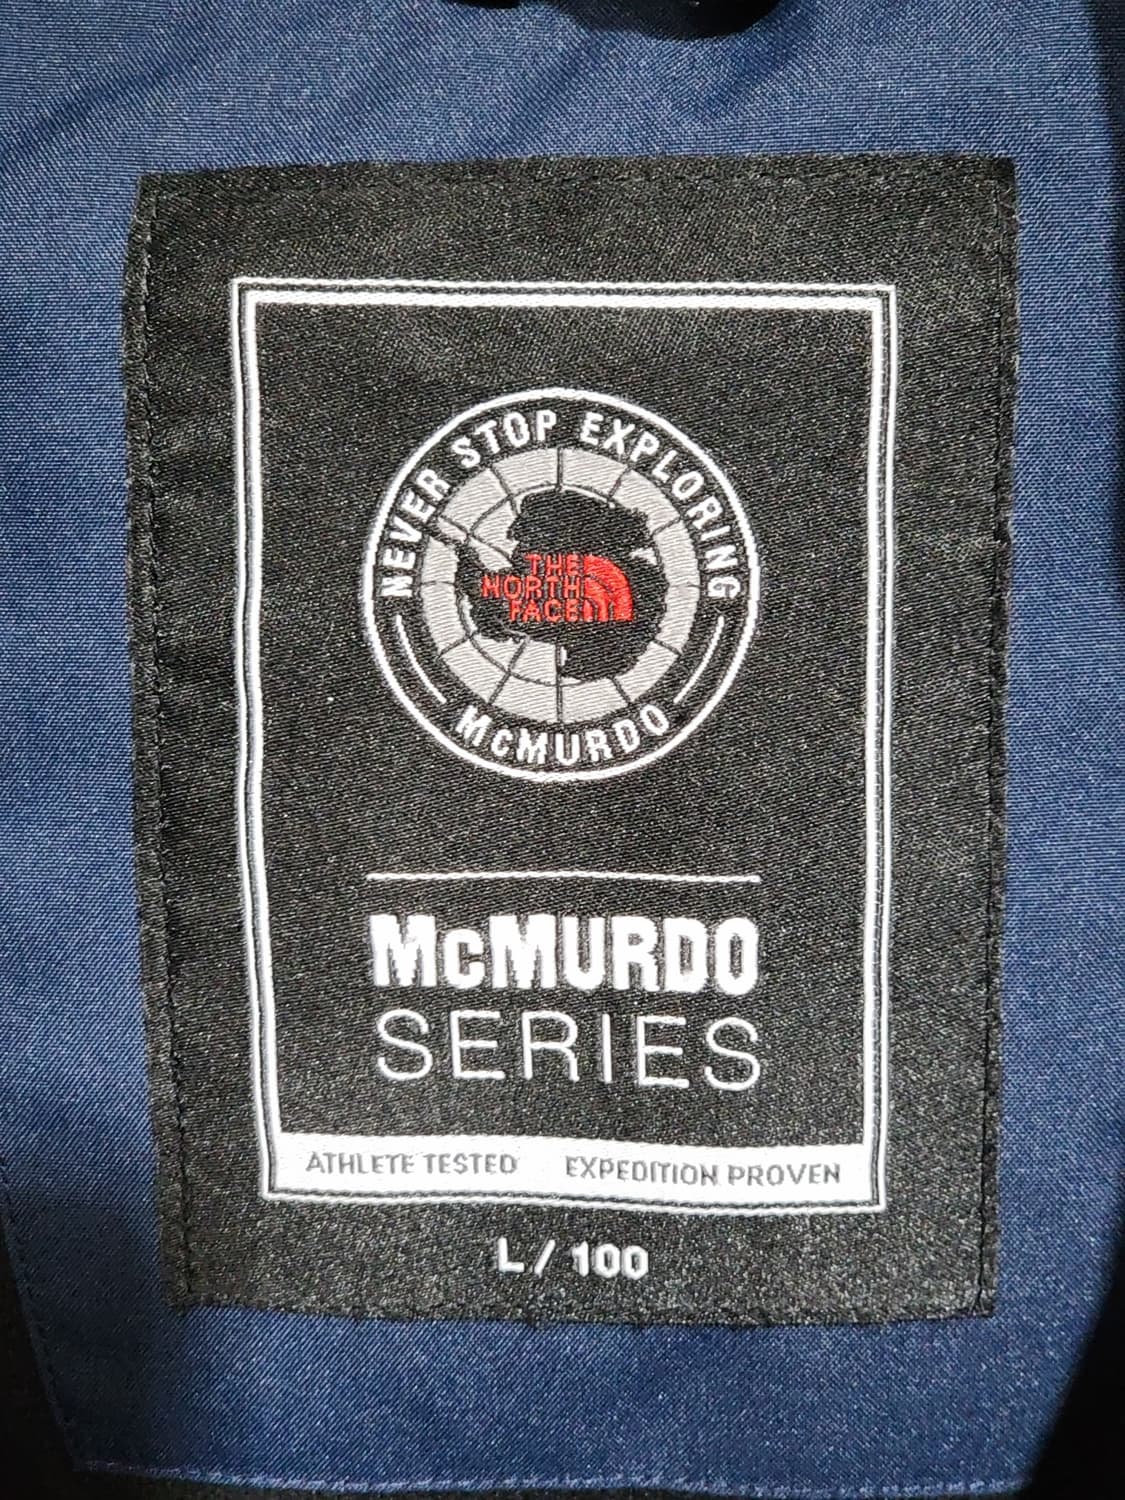 NEVER STOP EXPLORING
THE
NORTH
FACE
McMURDO
McMURDO
SERIES
ATHLETE TESTED EXPEDITION PROVEN
L / 100